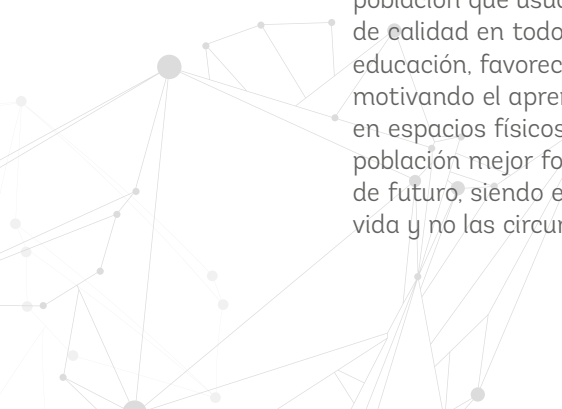 población que usua
de calidad en todo
educación, favorec
motivando el apren
en espacios físicos
población mejor fo
de futuro, siendo e
vida y no las circun